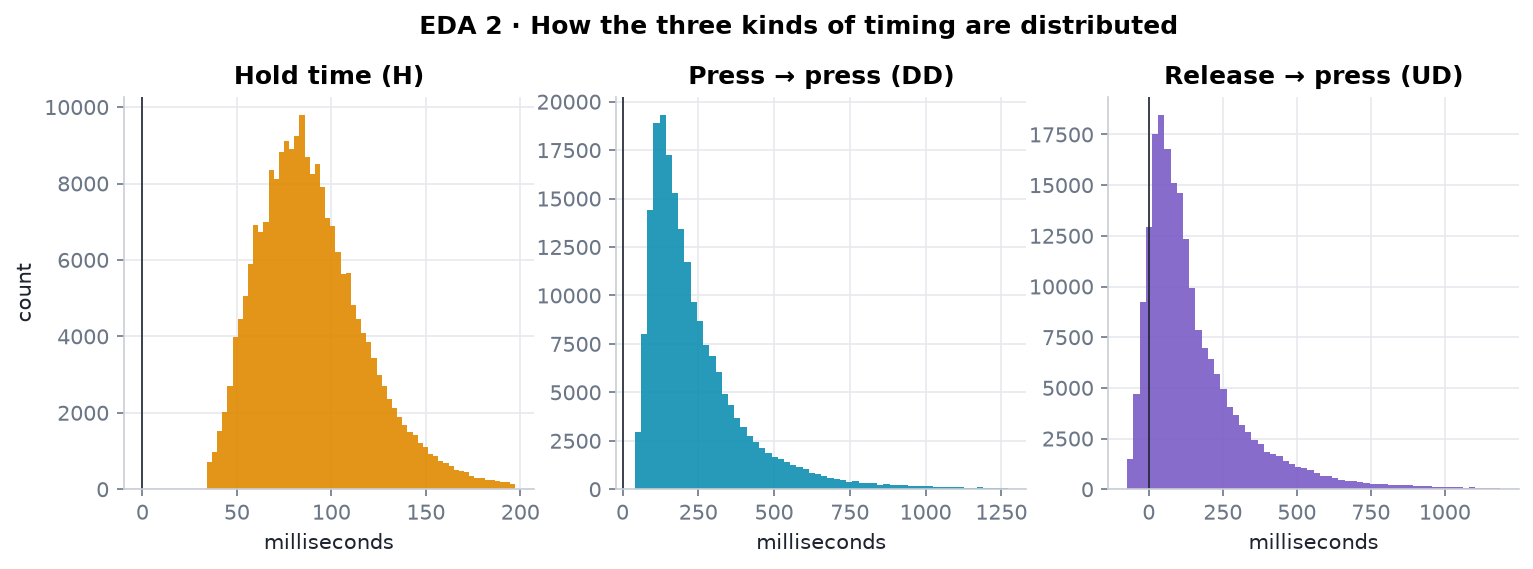 EDA 2 · How the three kinds of timing are distributed
Hold time (H)
count
10000
8000
6000
4000
2000
0
0 50 100 150 200
milliseconds
Press → press (DD)
20000
17500
15000
12500
10000
7500
5000
2500
0
0 250 500 750 1000 1250
milliseconds
Release → press (UD)
17500
15000
12500
10000
7500
5000
2500
0
0 250 500 750 1000
milliseconds